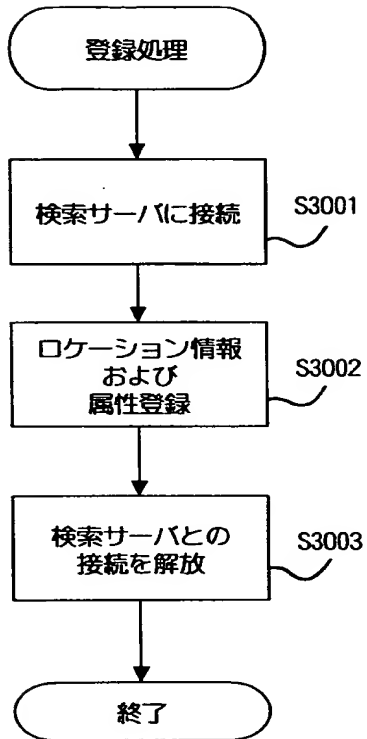 登録処理
検索サーバに接続
S3001
ロケーション情報
および
属性登録
S3002
検索サーバとの
接続を解放
S3003
終了